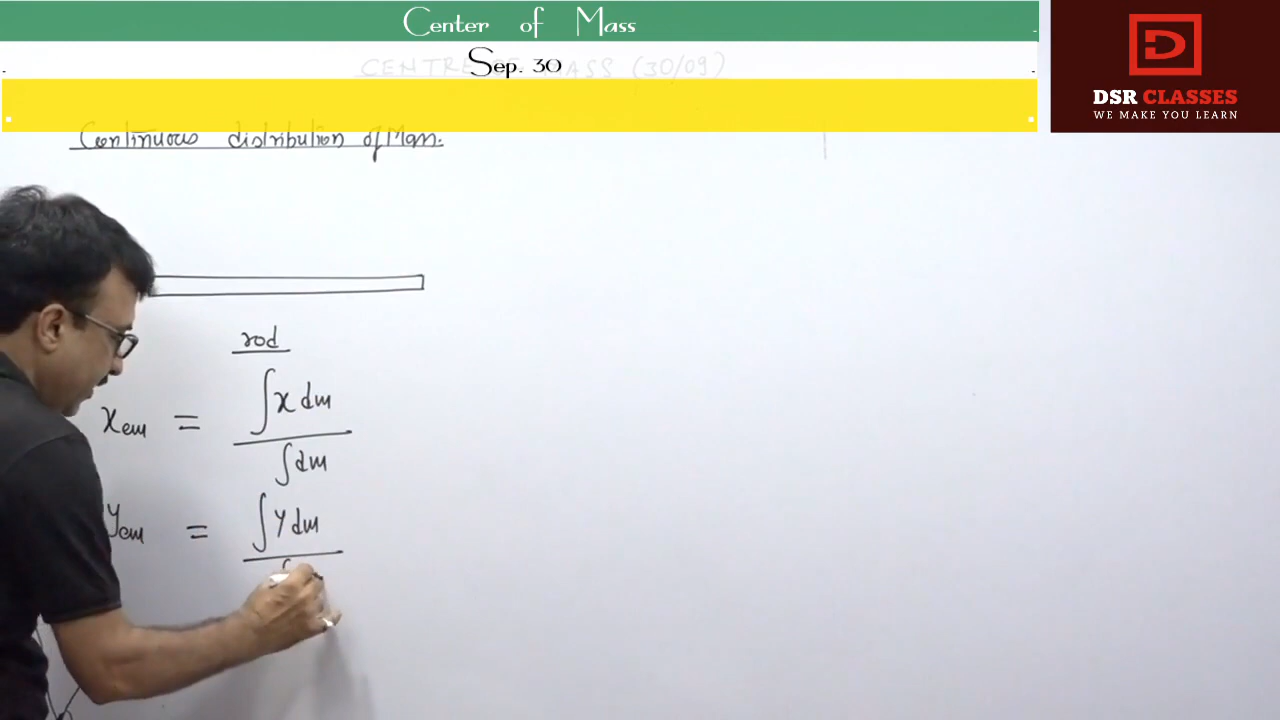 Center of Mass
DSR CLASSES
WE MAKE YOU LEARN
Sep. 30
CENTRE OF MASS (30/09)
Continuous distribution of Mass.
rod
xcm = ∫x dm / ∫dm
ycm = ∫y dm / ∫